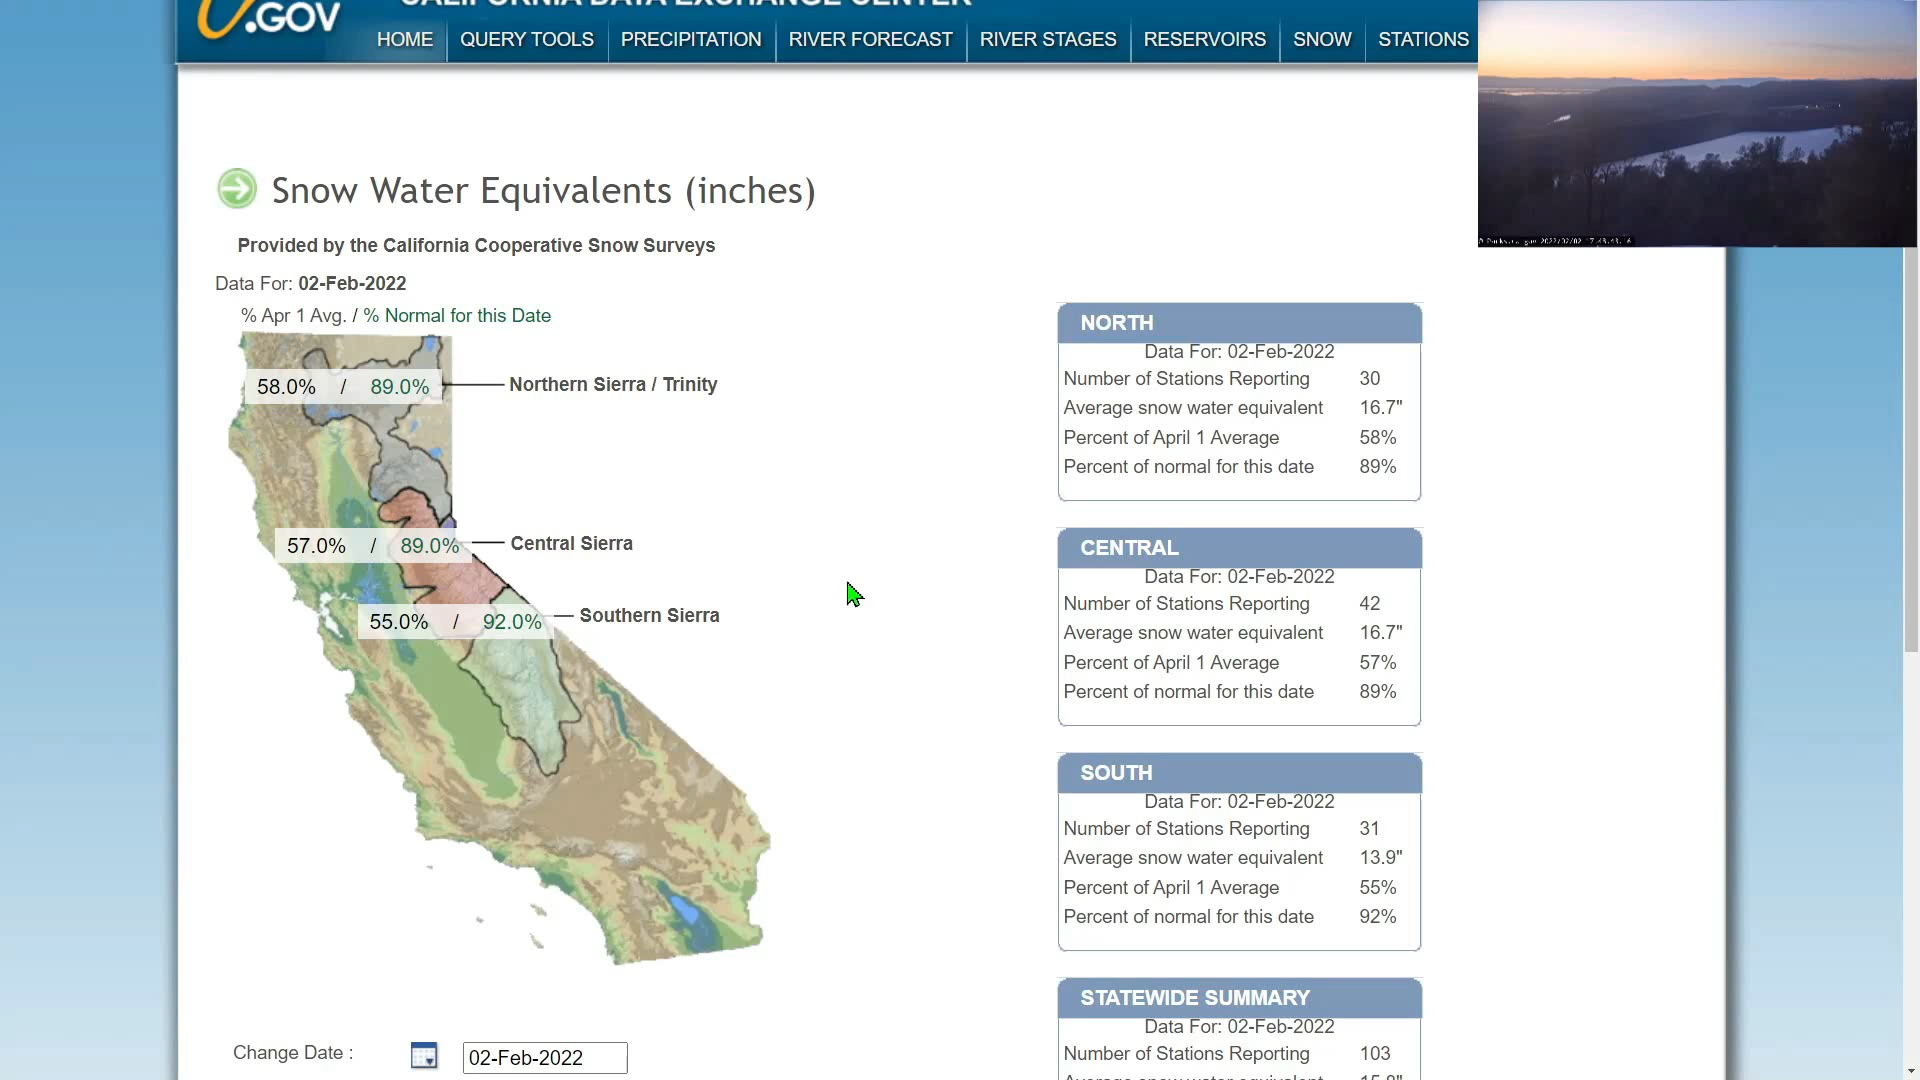 CALIFORNIA DATA EXCHANGE CENTER
.GOV
HOME QUERY TOOLS PRECIPITATION RIVER FORECAST RIVER STAGES RESERVOIRS SNOW STATIONS
Snow Water Equivalents (inches)
Provided by the California Cooperative Snow Surveys
Data For: 02-Feb-2022
% Apr 1 Avg. / % Normal for this Date
58.0% / 89.0% Northern Sierra / Trinity
57.0% / 89.0% Central Sierra
55.0% / 92.0% Southern Sierra
Change Date : 02-Feb-2022
NORTH
Data For: 02-Feb-2022
Number of Stations Reporting 30
Average snow water equivalent 16.7"
Percent of April 1 Average 58%
Percent of normal for this date 89%
CENTRAL
Data For: 02-Feb-2022
Number of Stations Reporting 42
Average snow water equivalent 16.7"
Percent of April 1 Average 57%
Percent of normal for this date 89%
SOUTH
Data For: 02-Feb-2022
Number of Stations Reporting 31
Average snow water equivalent 13.9"
Percent of April 1 Average 55%
Percent of normal for this date 92%
STATEWIDE SUMMARY
Data For: 02-Feb-2022
Number of Stations Reporting 103